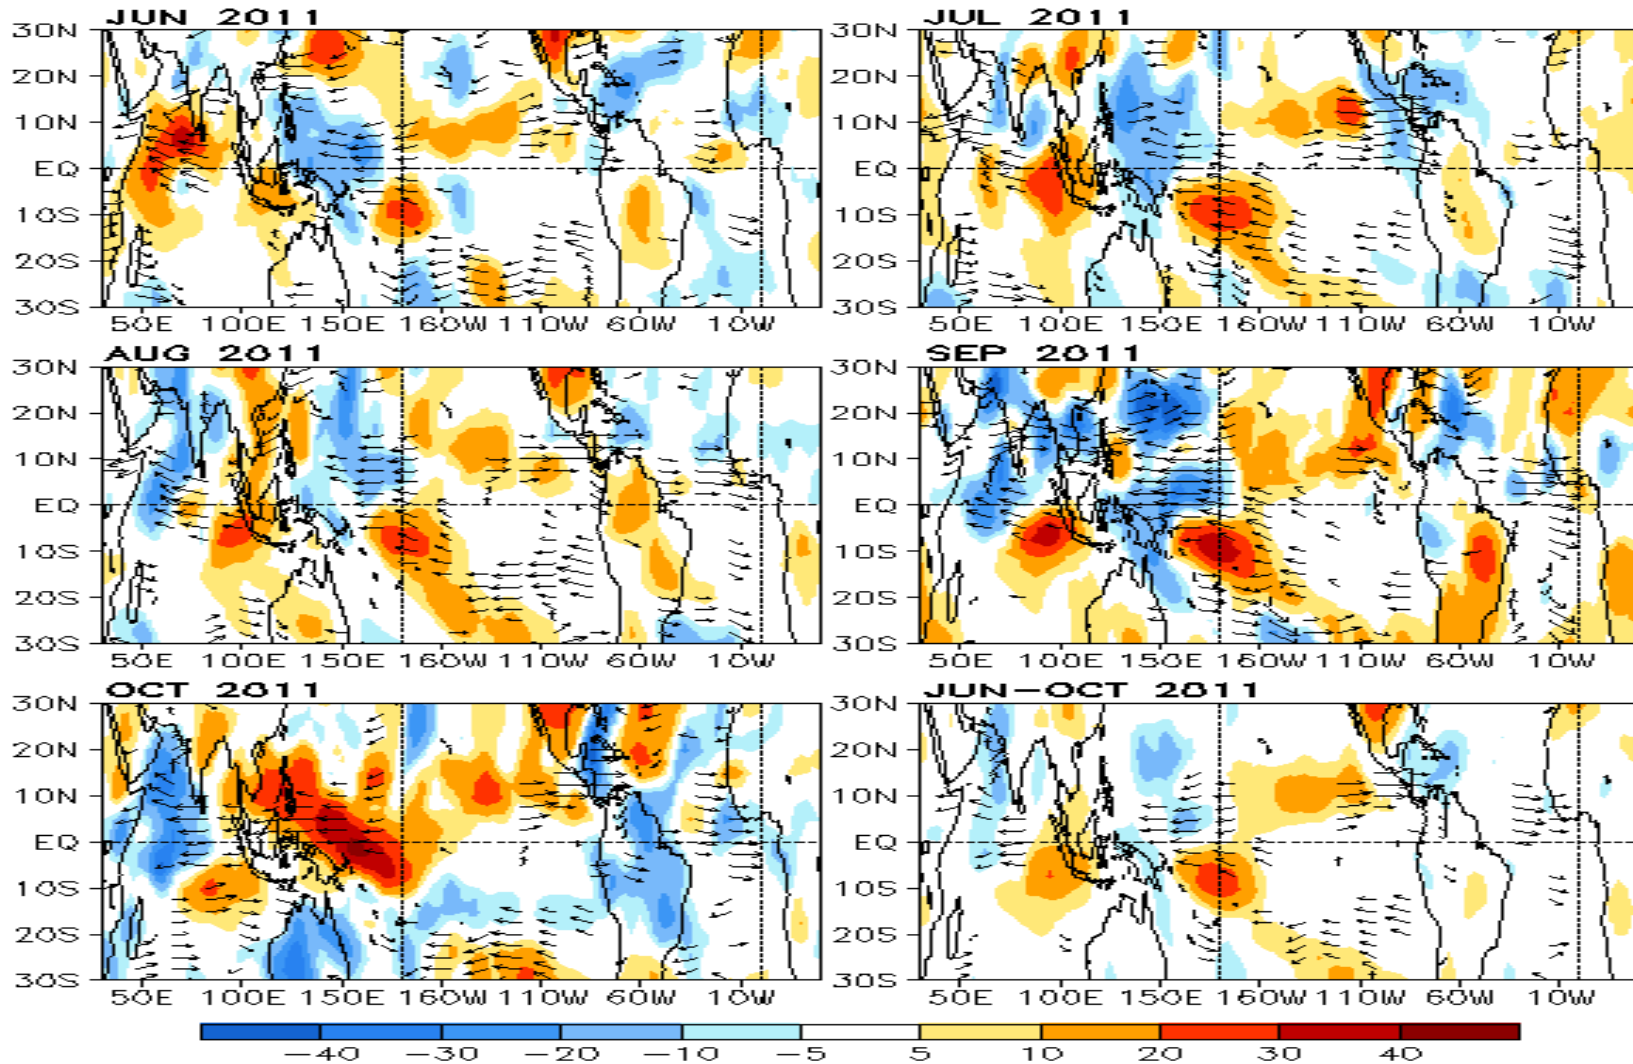 JUN 2011
30N
20N
10N
EQ
10S
20S
30S
50E 100E 150E 160W 110W 60W 10W
JUL 2011
30N
20N
10N
EQ
10S
20S
30S
50E 100E 150E 160W 110W 60W 10W
AUG 2011
30N
20N
10N
EQ
10S
20S
30S
50E 100E 150E 160W 110W 60W 10W
SEP 2011
30N
20N
10N
EQ
10S
20S
30S
50E 100E 150E 160W 110W 60W 10W
OCT 2011
30N
20N
10N
EQ
10S
20S
30S
50E 100E 150E 160W 110W 60W 10W
JUN-OCT 2011
30N
20N
10N
EQ
10S
20S
30S
50E 100E 150E 160W 110W 60W 10W
-40 -30 -20 -10 -5 5 10 20 30 40